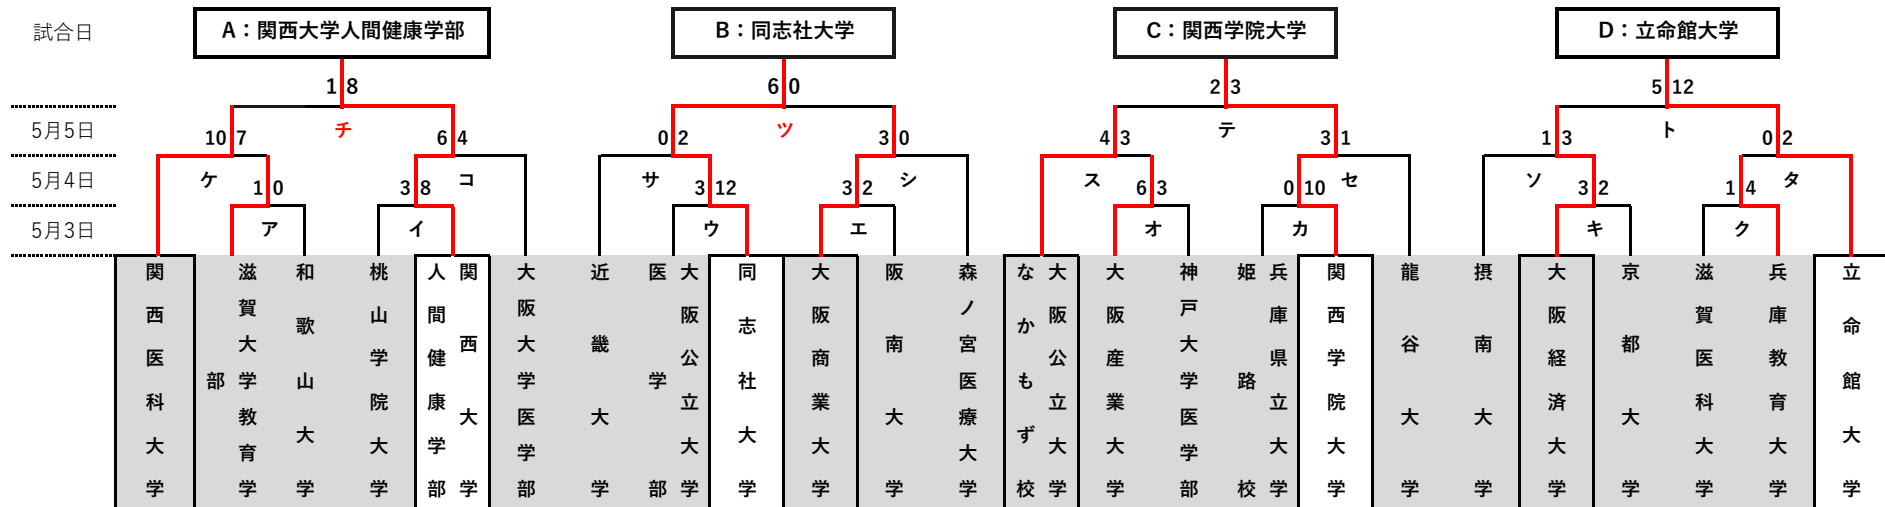 試合日
A：関西大学人間健康学部
B：同志社大学
C：関西学院大学
D：立命館大学
1 8
6 0
2 3
5 12
5月5日
チ
ツ
テ
ト
10 7
6 4
0 2
3 0
4 3
3 1
1 3
0 2
5月4日
ケ
コ
サ
シ
ス
セ
ソ
タ
1 0
3 8
3 12
3 2
6 3
0 10
3 2
1 4
5月3日
ア
イ
ウ
エ
オ
カ
キ
ク
関西医科大学
滋賀大学教育学
部
和歌山大学
桃山学院大学
関西大学
人間健康学部
大阪大学医学部
近畿大学
大阪公立大学
医学部
同志社大学
大阪商業大学
阪南大学
森ノ宮医療大学
大阪公立大学
なかもず校
大阪産業大学
神戸大学医学部
兵庫県立大学
姫路校
関西学院大学
龍谷大学
摂南大学
大阪経済大学
京都大学
滋賀医科大学
兵庫教育大学
立命館大学